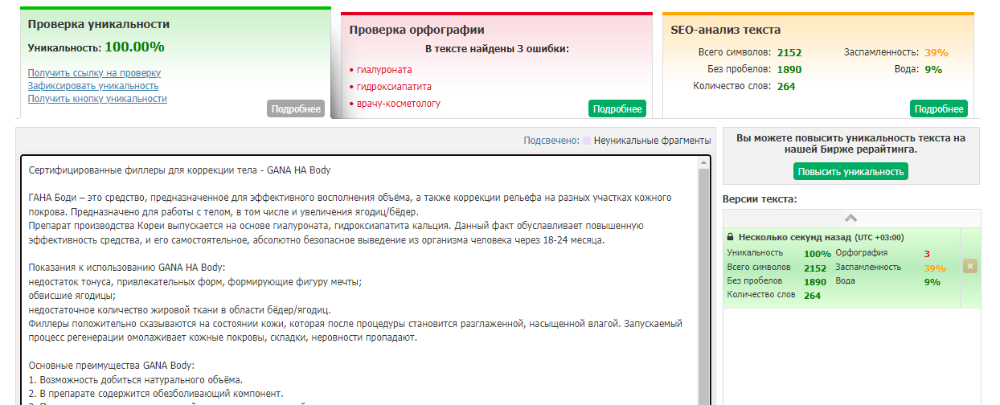 Проверка уникальности
Уникальность: 100.00%
Получить ссылку на проверку
Зафиксировать уникальность
Получить кнопку уникальности
Подробнее
Проверка орфографии
В тексте найдены 3 ошибки:
• гиалуроната
• гидроксиапатита
• врачу-косметологу
Подробнее
SEO-анализ текста
Всего символов: 2152 Заспамленность: 39%
Без пробелов: 1890 Вода: 9%
Количество слов: 264
Подробнее
Подсвечено: Неуникальные фрагменты
Сертифицированные филлеры для коррекции тела - GANA HA Body
ГАНА Боди – это средство, предназначенное для эффективного восполнения объёма, а также коррекции рельефа на разных участках кожного
покрова. Предназначено для работы с телом, в том числе и увеличения ягодиц/бёдер.
Препарат производства Кореи выпускается на основе гиалуроната, гидроксиапатита кальция. Данный факт обуславливает повышенную
эффективность средства, и его самостоятельное, абсолютно безопасное выведение из организма человека через 18-24 месяца.
Показания к использованию GANA HA Body:
недостаток тонуса, привлекательных форм, формирующие фигуру мечты;
обвисшие ягодицы;
недостаточное количество жировой ткани в области бёдер/ягодиц.
Филлеры положительно сказываются на состоянии кожи, которая после процедуры становится разглаженной, насыщенной влагой. Запускаемый
процесс регенерации омолаживает кожные покровы, складки, неровности пропадают.
Основные преимущества GANA Body:
1. Возможность добиться натурального объёма.
2. В препарате содержится обезболивающий компонент.
Вы можете повысить уникальность текста на
нашей Бирже рерайтинга.
Повысить уникальность
Версии текста:
Несколько секунд назад (UTC +03:00)
Уникальность 100% Орфография 3
Всего символов 2152 Заспамленность 39%
Без пробелов 1890 Вода 9%
Количество слов 264